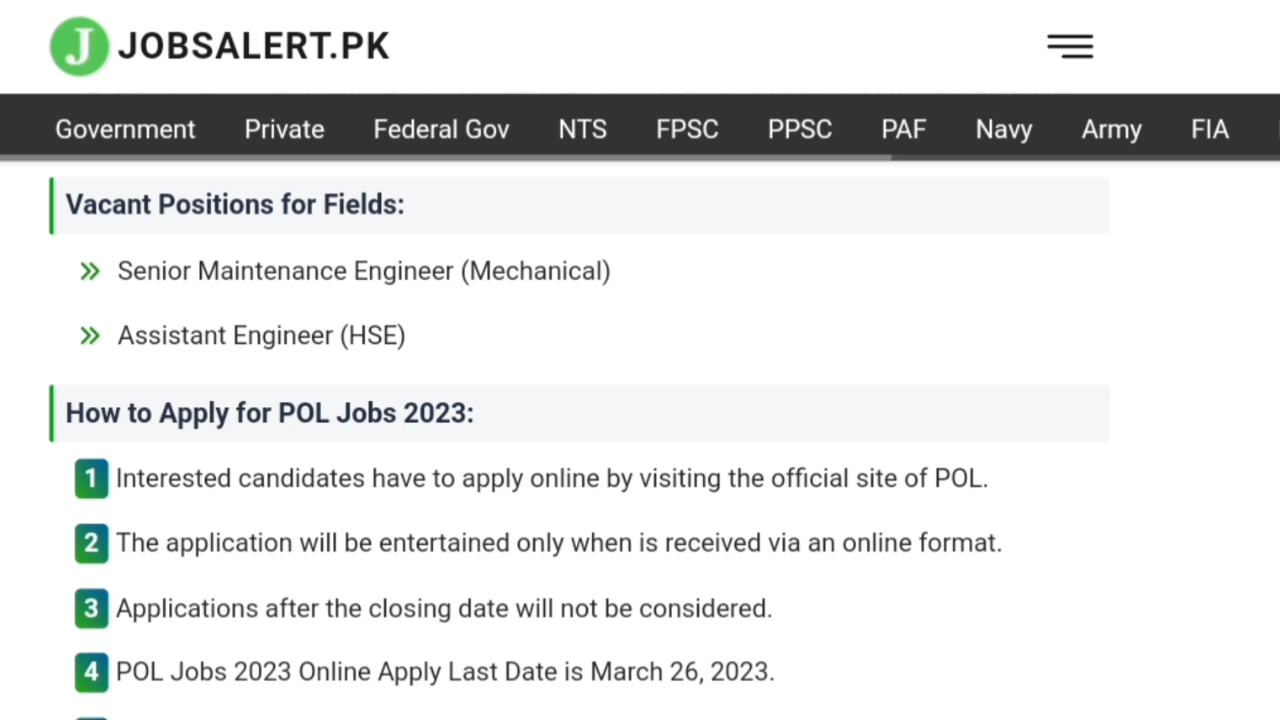 J JOBSALERT.PK
Government Private Federal Gov NTS FPSC PPSC PAF Navy Army FIA
Vacant Positions for Fields:
Senior Maintenance Engineer (Mechanical)
Assistant Engineer (HSE)
How to Apply for POL Jobs 2023:
1 Interested candidates have to apply online by visiting the official site of POL.
2 The application will be entertained only when is received via an online format.
3 Applications after the closing date will not be considered.
4 POL Jobs 2023 Online Apply Last Date is March 26, 2023.